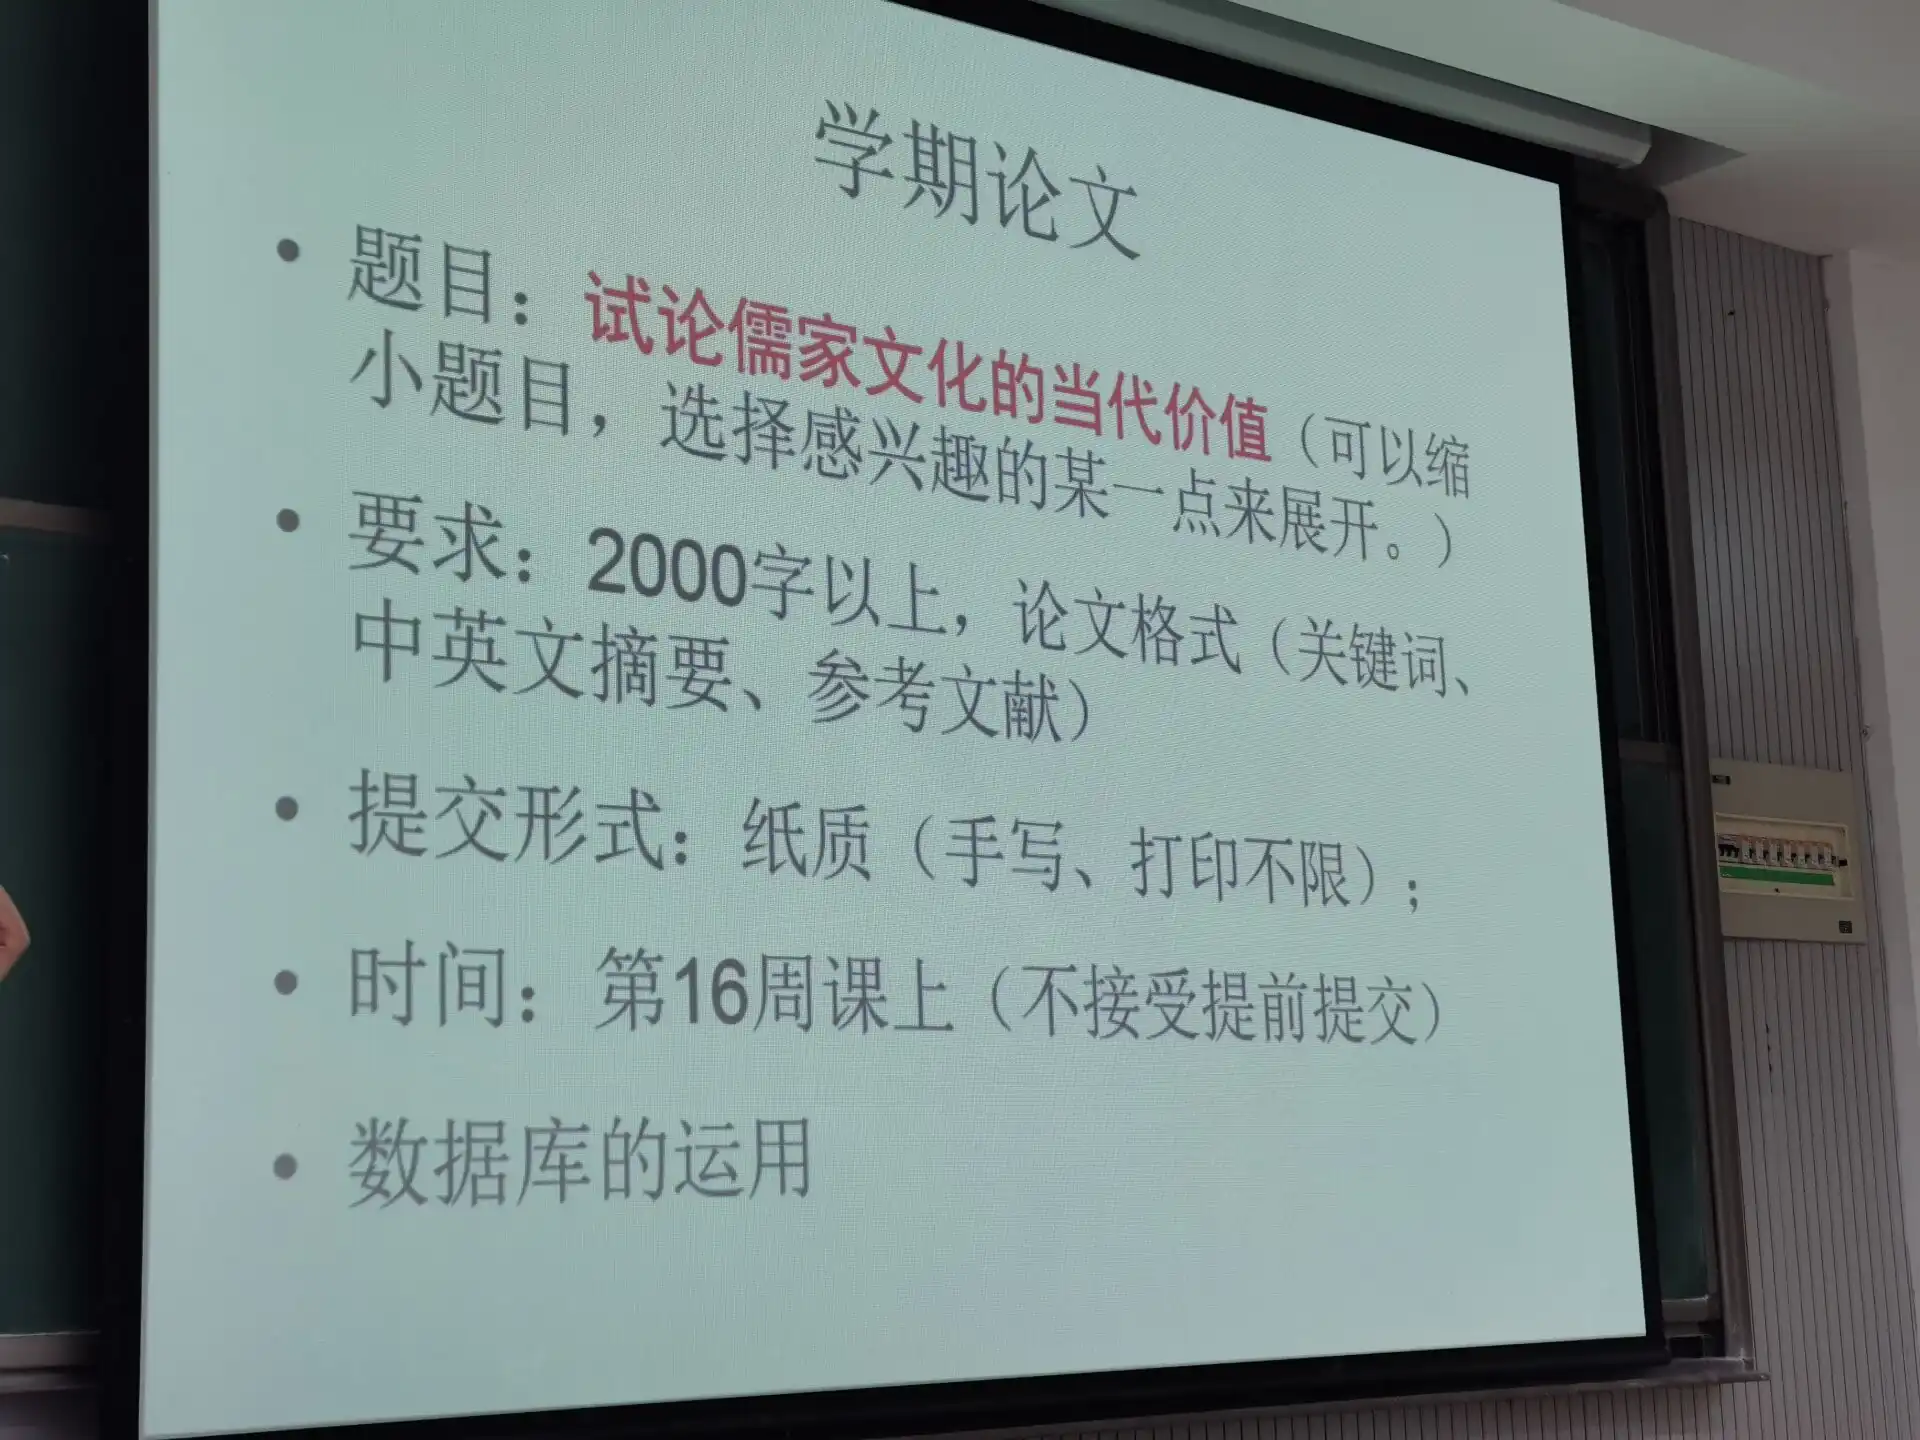 学期论文
• 题目：试论儒家文化的当代价值（可以缩
小题目，选择感兴趣的某一点来展开。）
• 要求：2000字以上，论文格式（关键词、
中英文摘要、参考文献）
• 提交形式：纸质（手写、打印不限）；
• 时间：第16周课上（不接受提前提交）
• 数据库的运用